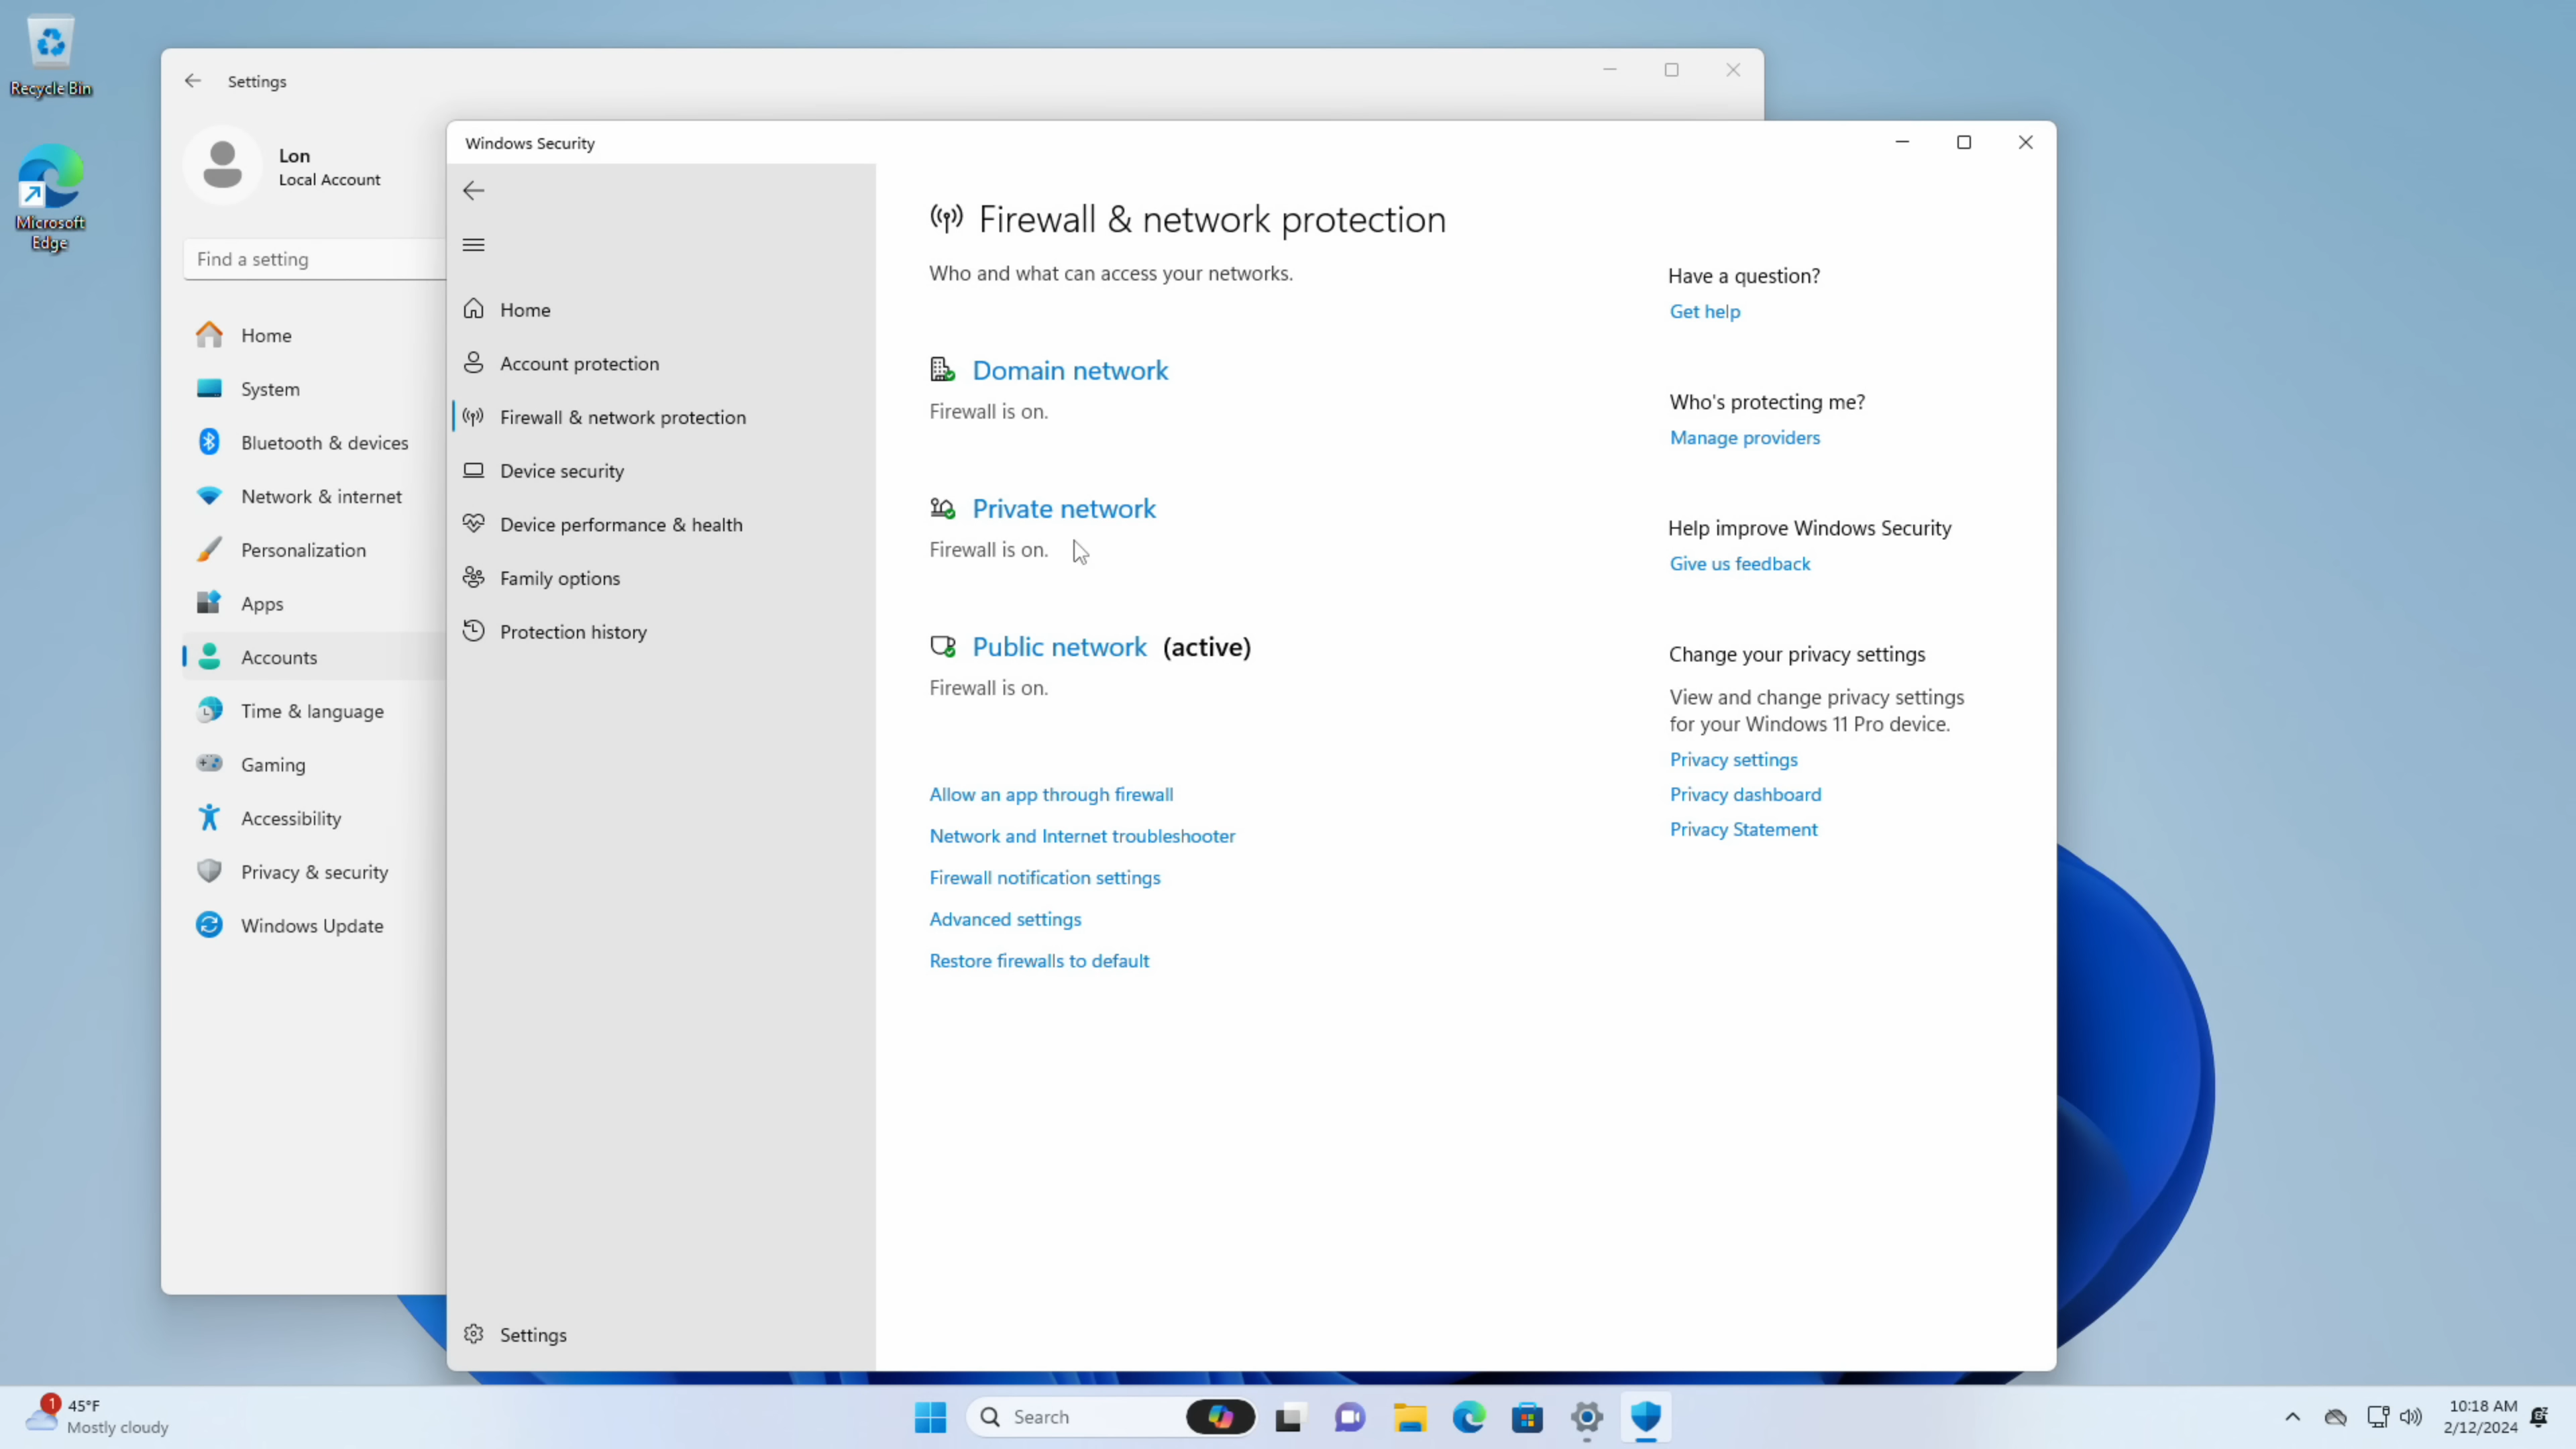 Recycle Bin
Microsoft
Edge
Settings
Lon
Local Account
Find a setting
Home
System
Bluetooth & devices
Network & internet
Personalization
Apps
Accounts
Time & language
Gaming
Accessibility
Privacy & security
Windows Update
Windows Security
Home
Account protection
Firewall & network protection
Device security
Device performance & health
Family options
Protection history
Settings
Firewall & network protection
Who and what can access your networks.
Domain network
Firewall is on.
Private network
Firewall is on.
Public network (active)
Firewall is on.
Allow an app through firewall
Network and Internet troubleshooter
Firewall notification settings
Advanced settings
Restore firewalls to default
Have a question?
Get help
Who's protecting me?
Manage providers
Help improve Windows Security
Give us feedback
Change your privacy settings
View and change privacy settings
for your Windows 11 Pro device.
Privacy settings
Privacy dashboard
Privacy Statement
1
45°F
Mostly cloudy
Search
10:18 AM
2/12/2024